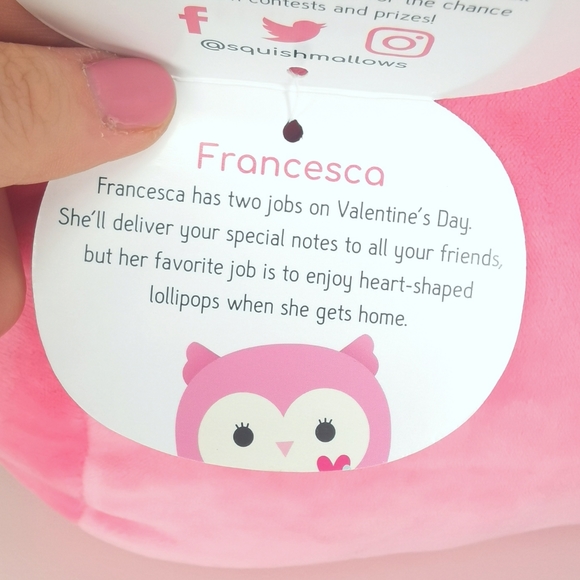 the chance
contests and prizes!
@squishmallows
Francesca
Francesca has two jobs on Valentine's Day.
She'll deliver your special notes to all your friends,
but her favorite job is to enjoy heart-shaped
lollipops when she gets home.